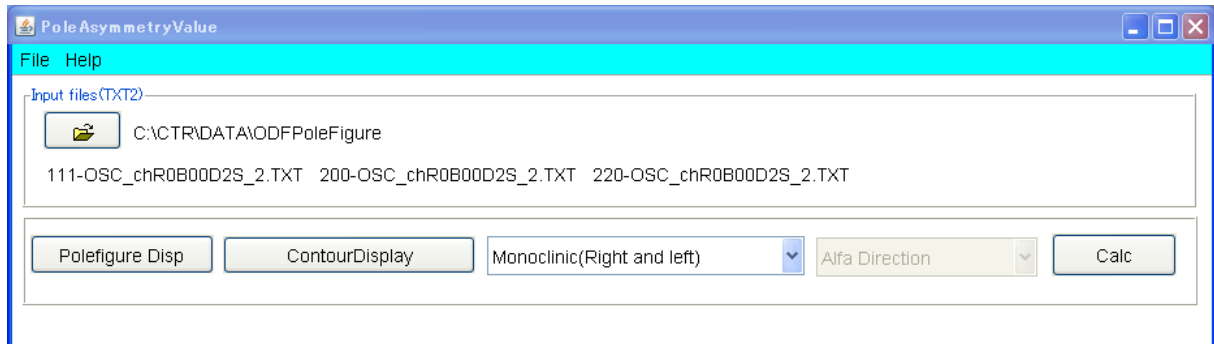 PoleAsymmetryValue
File Help
Input files(TXT2)
C:\CTR\DATA\ODFPoleFigure
111-OSC_chR0B00D2S_2.TXT 200-OSC_chR0B00D2S_2.TXT 220-OSC_chR0B00D2S_2.TXT
Polefigure Disp ContourDisplay Monoclinic(Right and left) Alfa Direction Calc